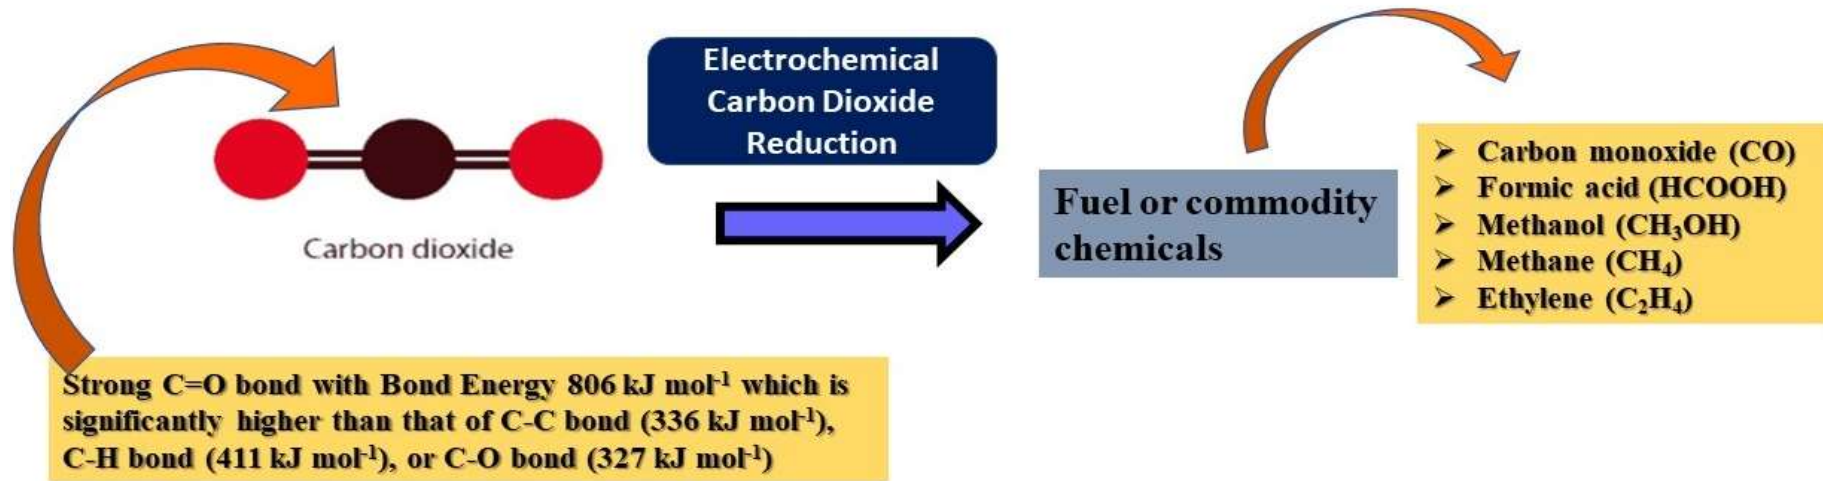 Electrochemical
Carbon Dioxide
Reduction
Carbon dioxide
Fuel or commodity
chemicals
➢ Carbon monoxide (CO)
➢ Formic acid (HCOOH)
➢ Methanol (CH₃OH)
➢ Methane (CH₄)
➢ Ethylene (C₂H₄)
Strong C=O bond with Bond Energy 806 kJ mol⁻¹ which is
significantly higher than that of C-C bond (336 kJ mol⁻¹),
C-H bond (411 kJ mol⁻¹), or C-O bond (327 kJ mol⁻¹)